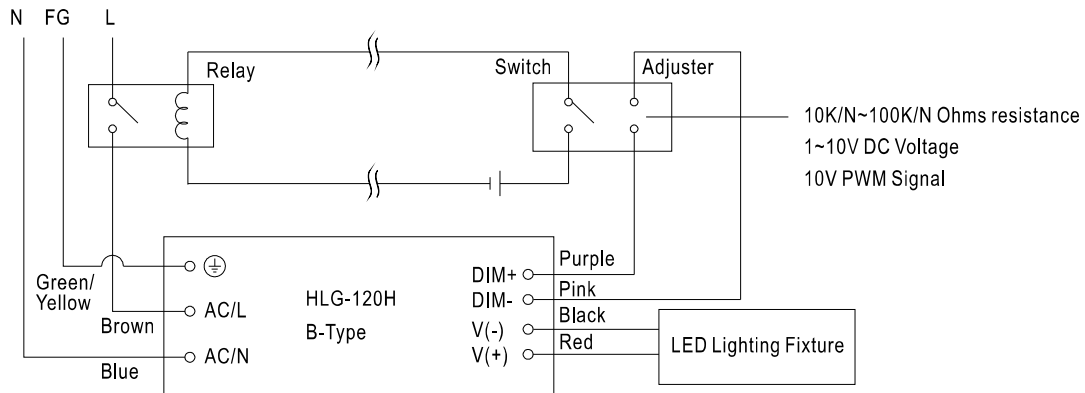 N FG L
Relay
Switch
Adjuster
10K/N~100K/N Ohms resistance
1~10V DC Voltage
10V PWM Signal
Green/
Yellow
Brown
Blue
AC/L
AC/N
HLG-120H
B-Type
DIM+
DIM-
V(-)
V(+)
Purple
Pink
Black
Red
LED Lighting Fixture